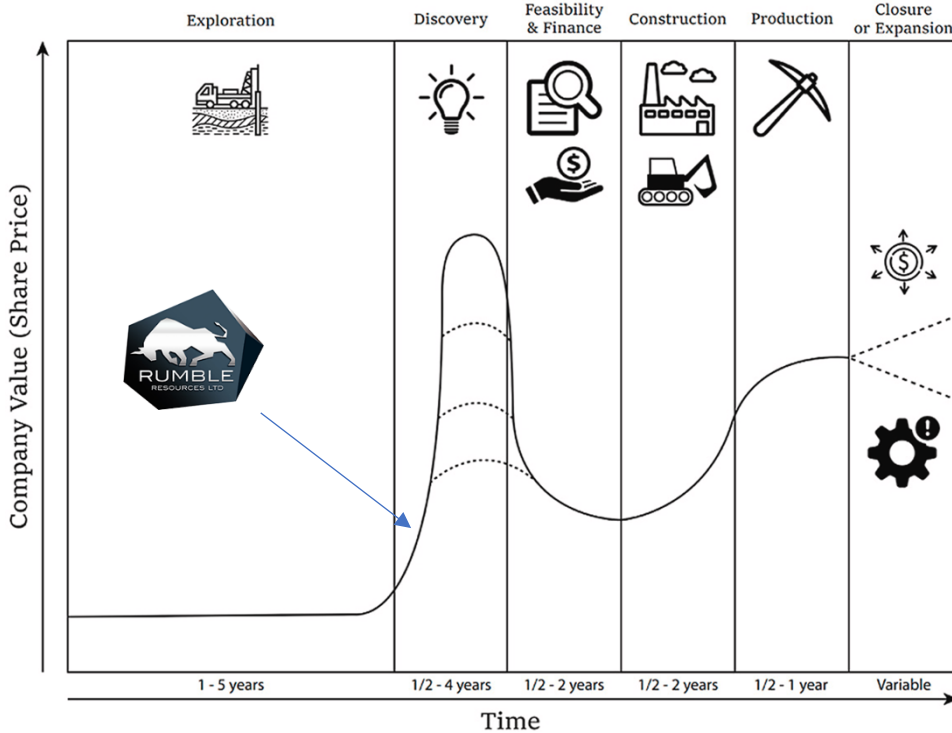 Exploration
Discovery
Feasibility
& Finance
Construction
Production
Closure
or Expansion
$
$
$
!
Company Value (Share Price)
RUMBLE
RESOURCES LTD
1 - 5 years
1/2 - 4 years
1/2 - 2 years
1/2 - 2 years
1/2 - 1 year
Variable
Time